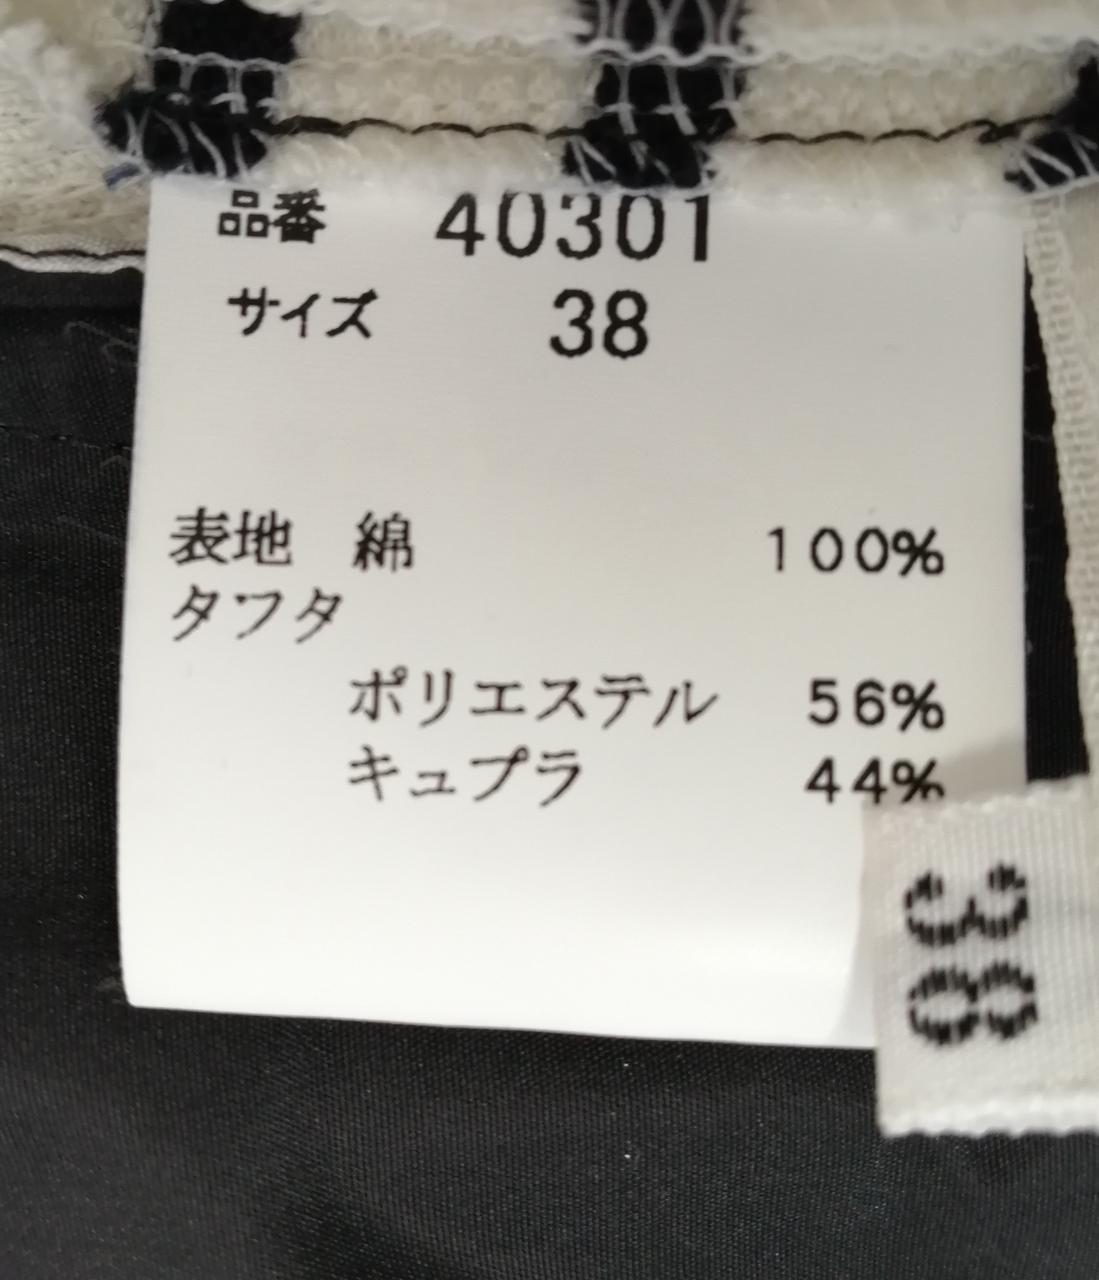 品番 40301
サイズ 38
表地 綿 100%
タフタ
ポリエステル 56%
キュプラ 44%
38